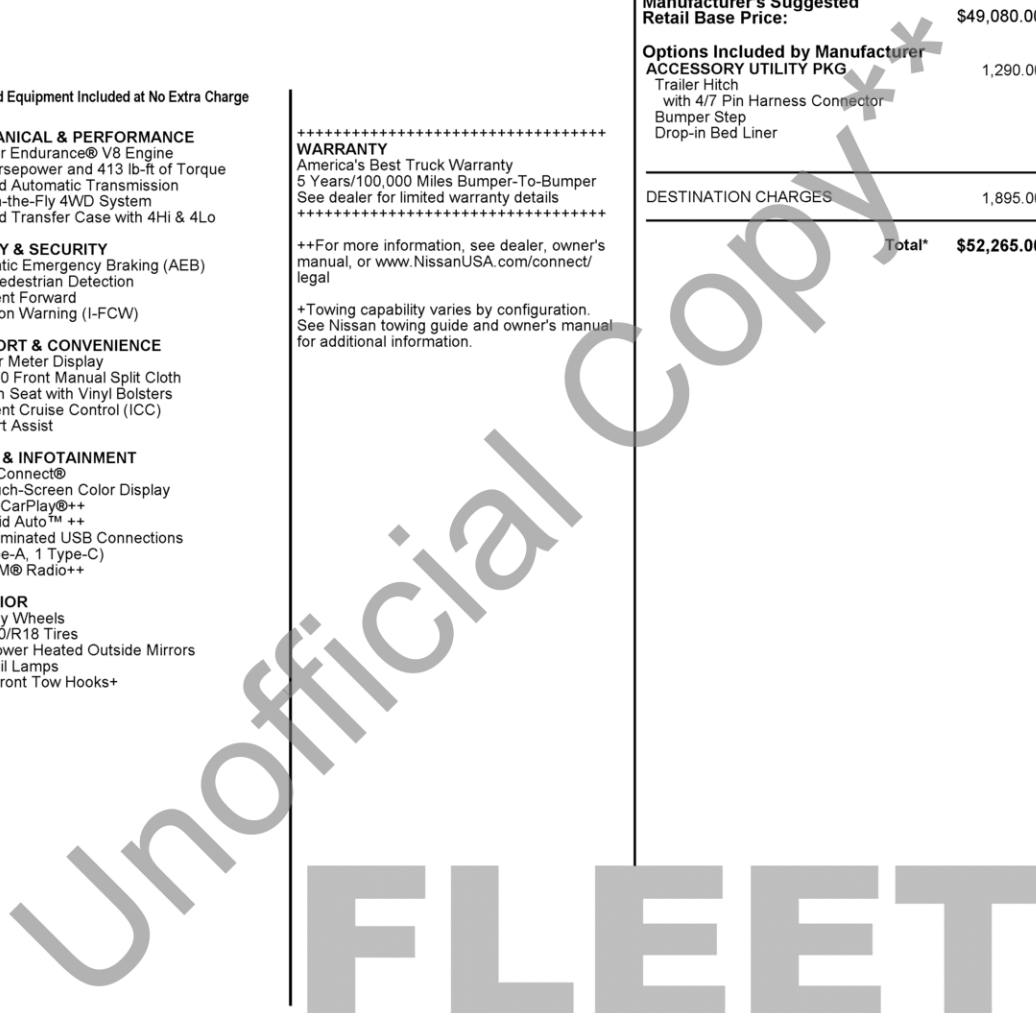 d Equipment Included at No Extra Charge
ANICAL & PERFORMANCE
r Endurance® V8 Engine
rsepower and 413 lb-ft of Torque
d Automatic Transmission
n-the-Fly 4WD System
d Transfer Case with 4Hi & 4Lo
Y & SECURITY
tic Emergency Braking (AEB)
edestrian Detection
ent Forward
on Warning (I-FCW)
ORT & CONVENIENCE
r Meter Display
0 Front Manual Split Cloth
h Seat with Vinyl Bolsters
ent Cruise Control (ICC)
rt Assist
& INFOTAINMENT
Connect®
ch-Screen Color Display
CarPlay®++
id Auto™ ++
minated USB Connections
e-A, 1 Type-C)
M® Radio++
IOR
y Wheels
0/R18 Tires
ower Heated Outside Mirrors
il Lamps
ront Tow Hooks+
++++++++++++++++++++++++++++++++++
WARRANTY
America's Best Truck Warranty
5 Years/100,000 Miles Bumper-To-Bumper
See dealer for limited warranty details
++++++++++++++++++++++++++++++++++
++For more information, see dealer, owner's
manual, or www.NissanUSA.com/connect/
legal
+Towing capability varies by configuration.
See Nissan towing guide and owner's manual
for additional information.
Manufacturer's Suggested
Retail Base Price: $49,080.00
Options Included by Manufacturer
ACCESSORY UTILITY PKG 1,290.00
Trailer Hitch
with 4/7 Pin Harness Connector
Bumper Step
Drop-in Bed Liner
DESTINATION CHARGES 1,895.00
Total* $52,265.00
Unofficial Copy**
FLEET